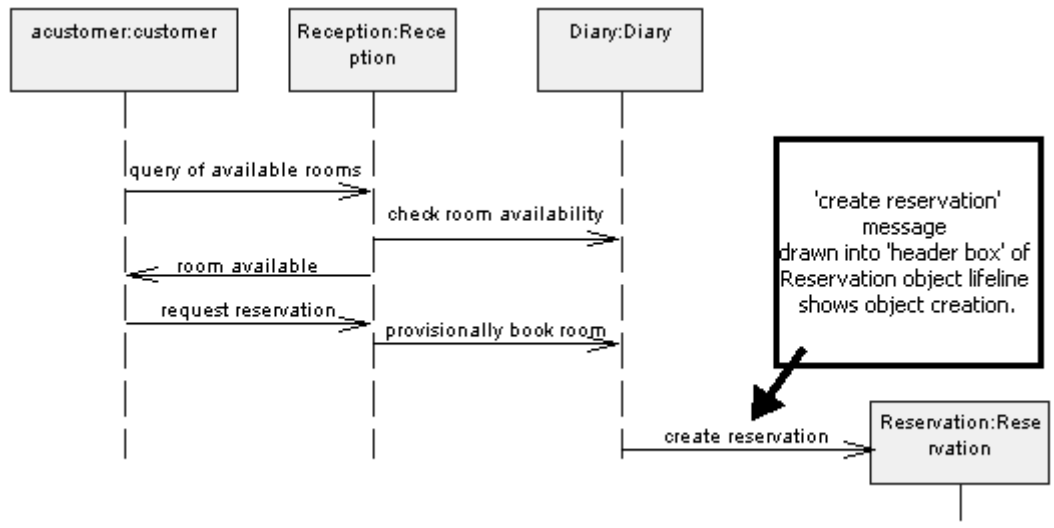 acustomer:customer
Reception:Rece
ption
Diary:Diary
query of available rooms
check room availability
'create reservation'
message
drawn into 'header box' of
Reservation object lifeline
shows object creation.
room available
request reservation
provisionally book room
create reservation
Reservation:Rese
rvation